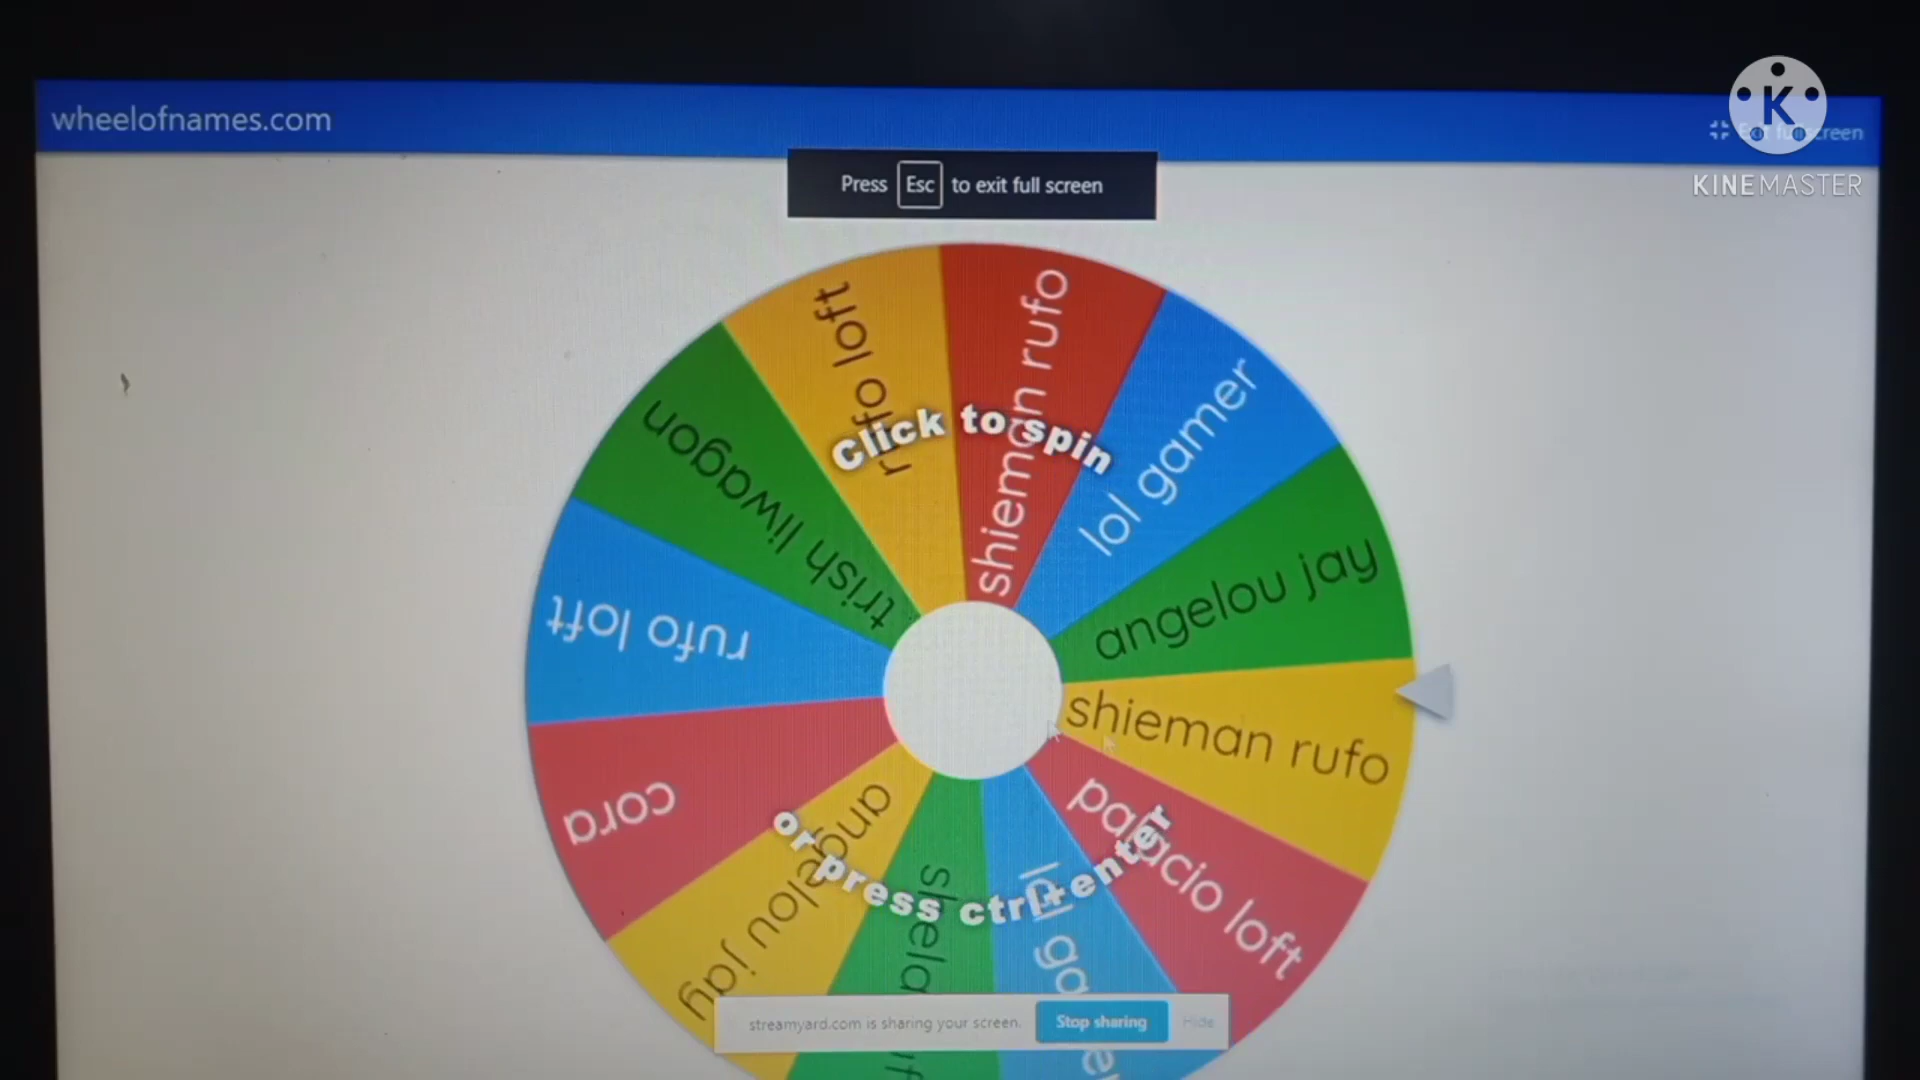 wheelofnames.com
Exit fullscreen
K
KINEMASTER
Press Esc to exit full screen
rufo loft
shieman rufo
lol gamer
angelou jay
shieman rufo
palacio loft
angelou jay
cora
rufo loft
trish liwagon
Click to spin
or press ctrl+enter
streamyard.com is sharing your screen.
Stop sharing
Hide